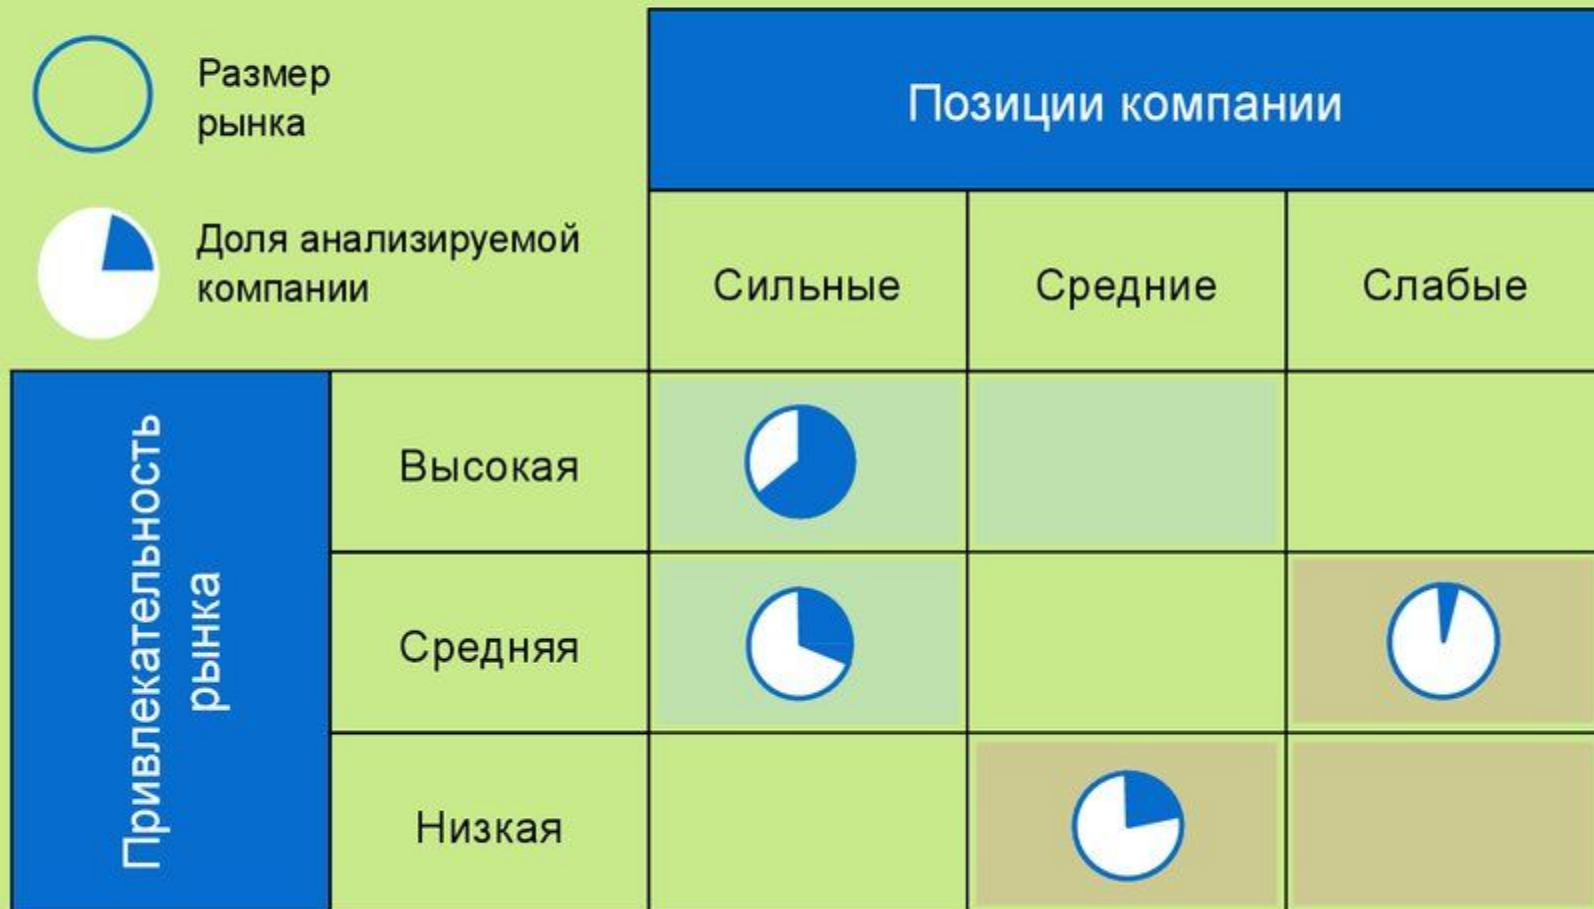 Размер
рынка
Доля анализируемой
компании
Позиции компании
Сильные
Средние
Слабые
Привлекательность
рынка
Высокая
Средняя
Низкая